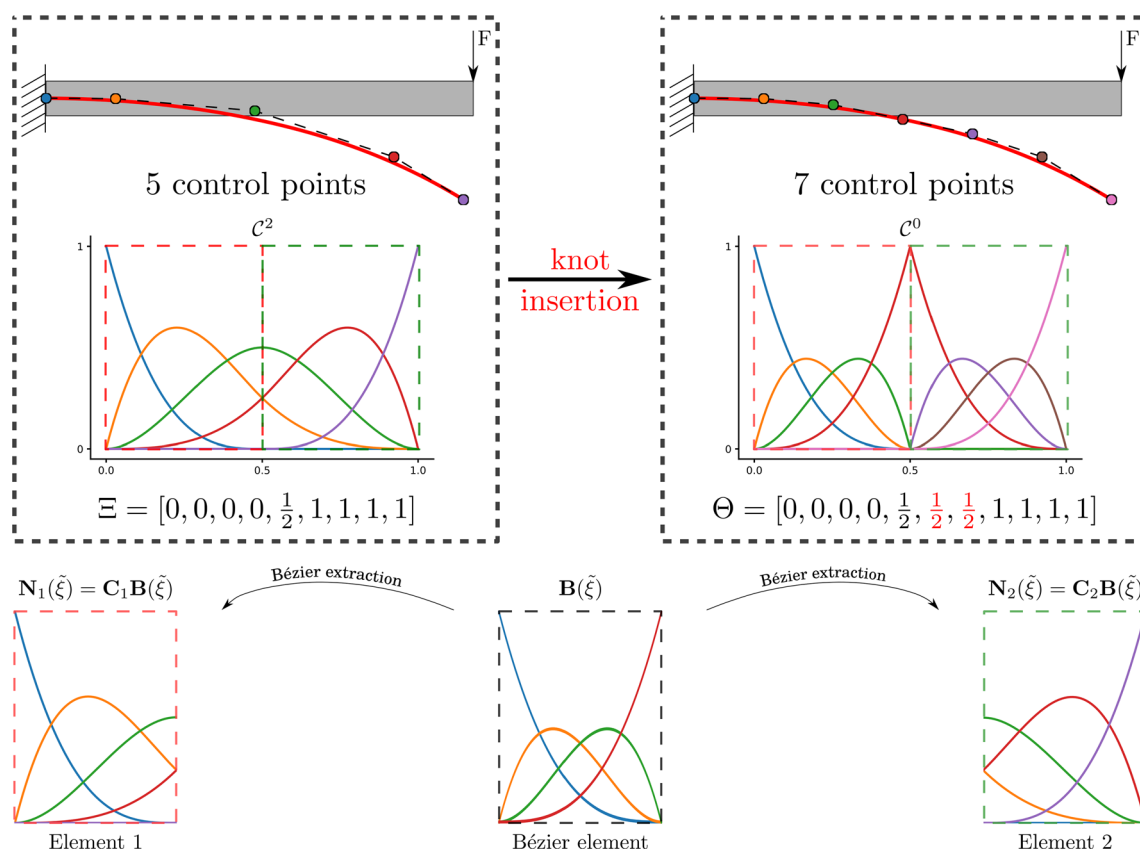 F
5 control points
𝒞²
1
0
0.0 0.5 1.0
Ξ = [0, 0, 0, 0, 1/2, 1, 1, 1, 1]
knot
insertion
F
7 control points
𝒞⁰
1
0
0.0 0.5 1.0
Θ = [0, 0, 0, 0, 1/2, 1/2, 1/2, 1, 1, 1, 1]
Bézier extraction
Bézier extraction
N₁(ξ̃) = C₁B(ξ̃)
B(ξ̃)
N₂(ξ̃) = C₂B(ξ̃)
Element 1
Bézier element
Element 2